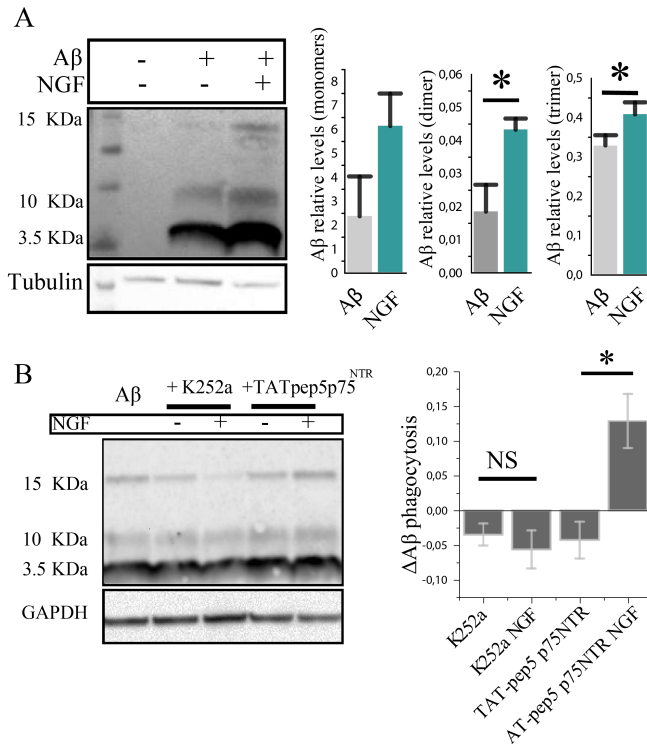 A
Aβ - + +
NGF - - +
15 KDa
10 KDa
3.5 KDa
Tubulin
Aβ relative levels (monomers)
8
7
6
5
4
3
2
1
0
Aβ NGF
Aβ relative levels (dimer)
0,06
0,05
0,04
0,03
0,02
0,01
0,00
*
Aβ NGF
Aβ relative levels (trimer)
0,5
0,4
0,3
0,2
0,1
0,0
*
Aβ NGF
B
Aβ + K252a +TATpep5p75NTR
NGF - + - +
15 KDa
10 KDa
3.5 KDa
GAPDH
ΔAβ phagocytosis
0,20
0,15
0,10
0,05
0,00
-0,05
-0,10
NS
*
K252a
K252a NGF
TAT-pep5 p75NTR
AT-pep5 p75NTR NGF